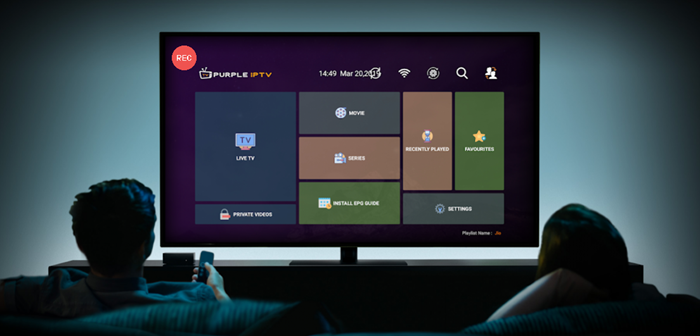 REC
PURPLE IPTV
14:49 Mar 20,2019
TV
LIVE TV
MOVIE
RECENTLY PLAYED
FAVOURITES
SERIES
INSTALL EPG GUIDE
PRIVATE VIDEOS
SETTINGS
Playlist Name : Jio